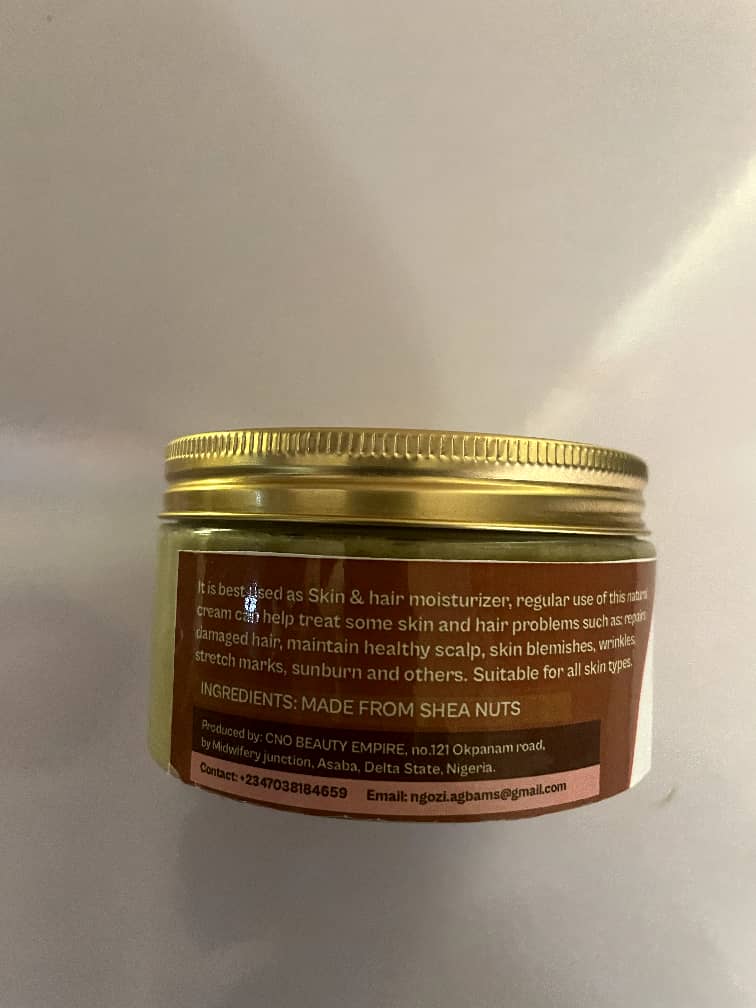 It is best used as Skin & hair moisturizer, regular use of this natural
cream can help treat some skin and hair problems such as: repairs
damaged hair, maintain healthy scalp, skin blemishes, wrinkles,
stretch marks, sunburn and others. Suitable for all skin types.
INGREDIENTS: MADE FROM SHEA NUTS
Produced by: CNO BEAUTY EMPIRE, no.121 Okpanam road,
by Midwifery junction, Asaba, Delta State, Nigeria.
Contact: +2347038184659 Email: ngozi.agbams@gmail.com